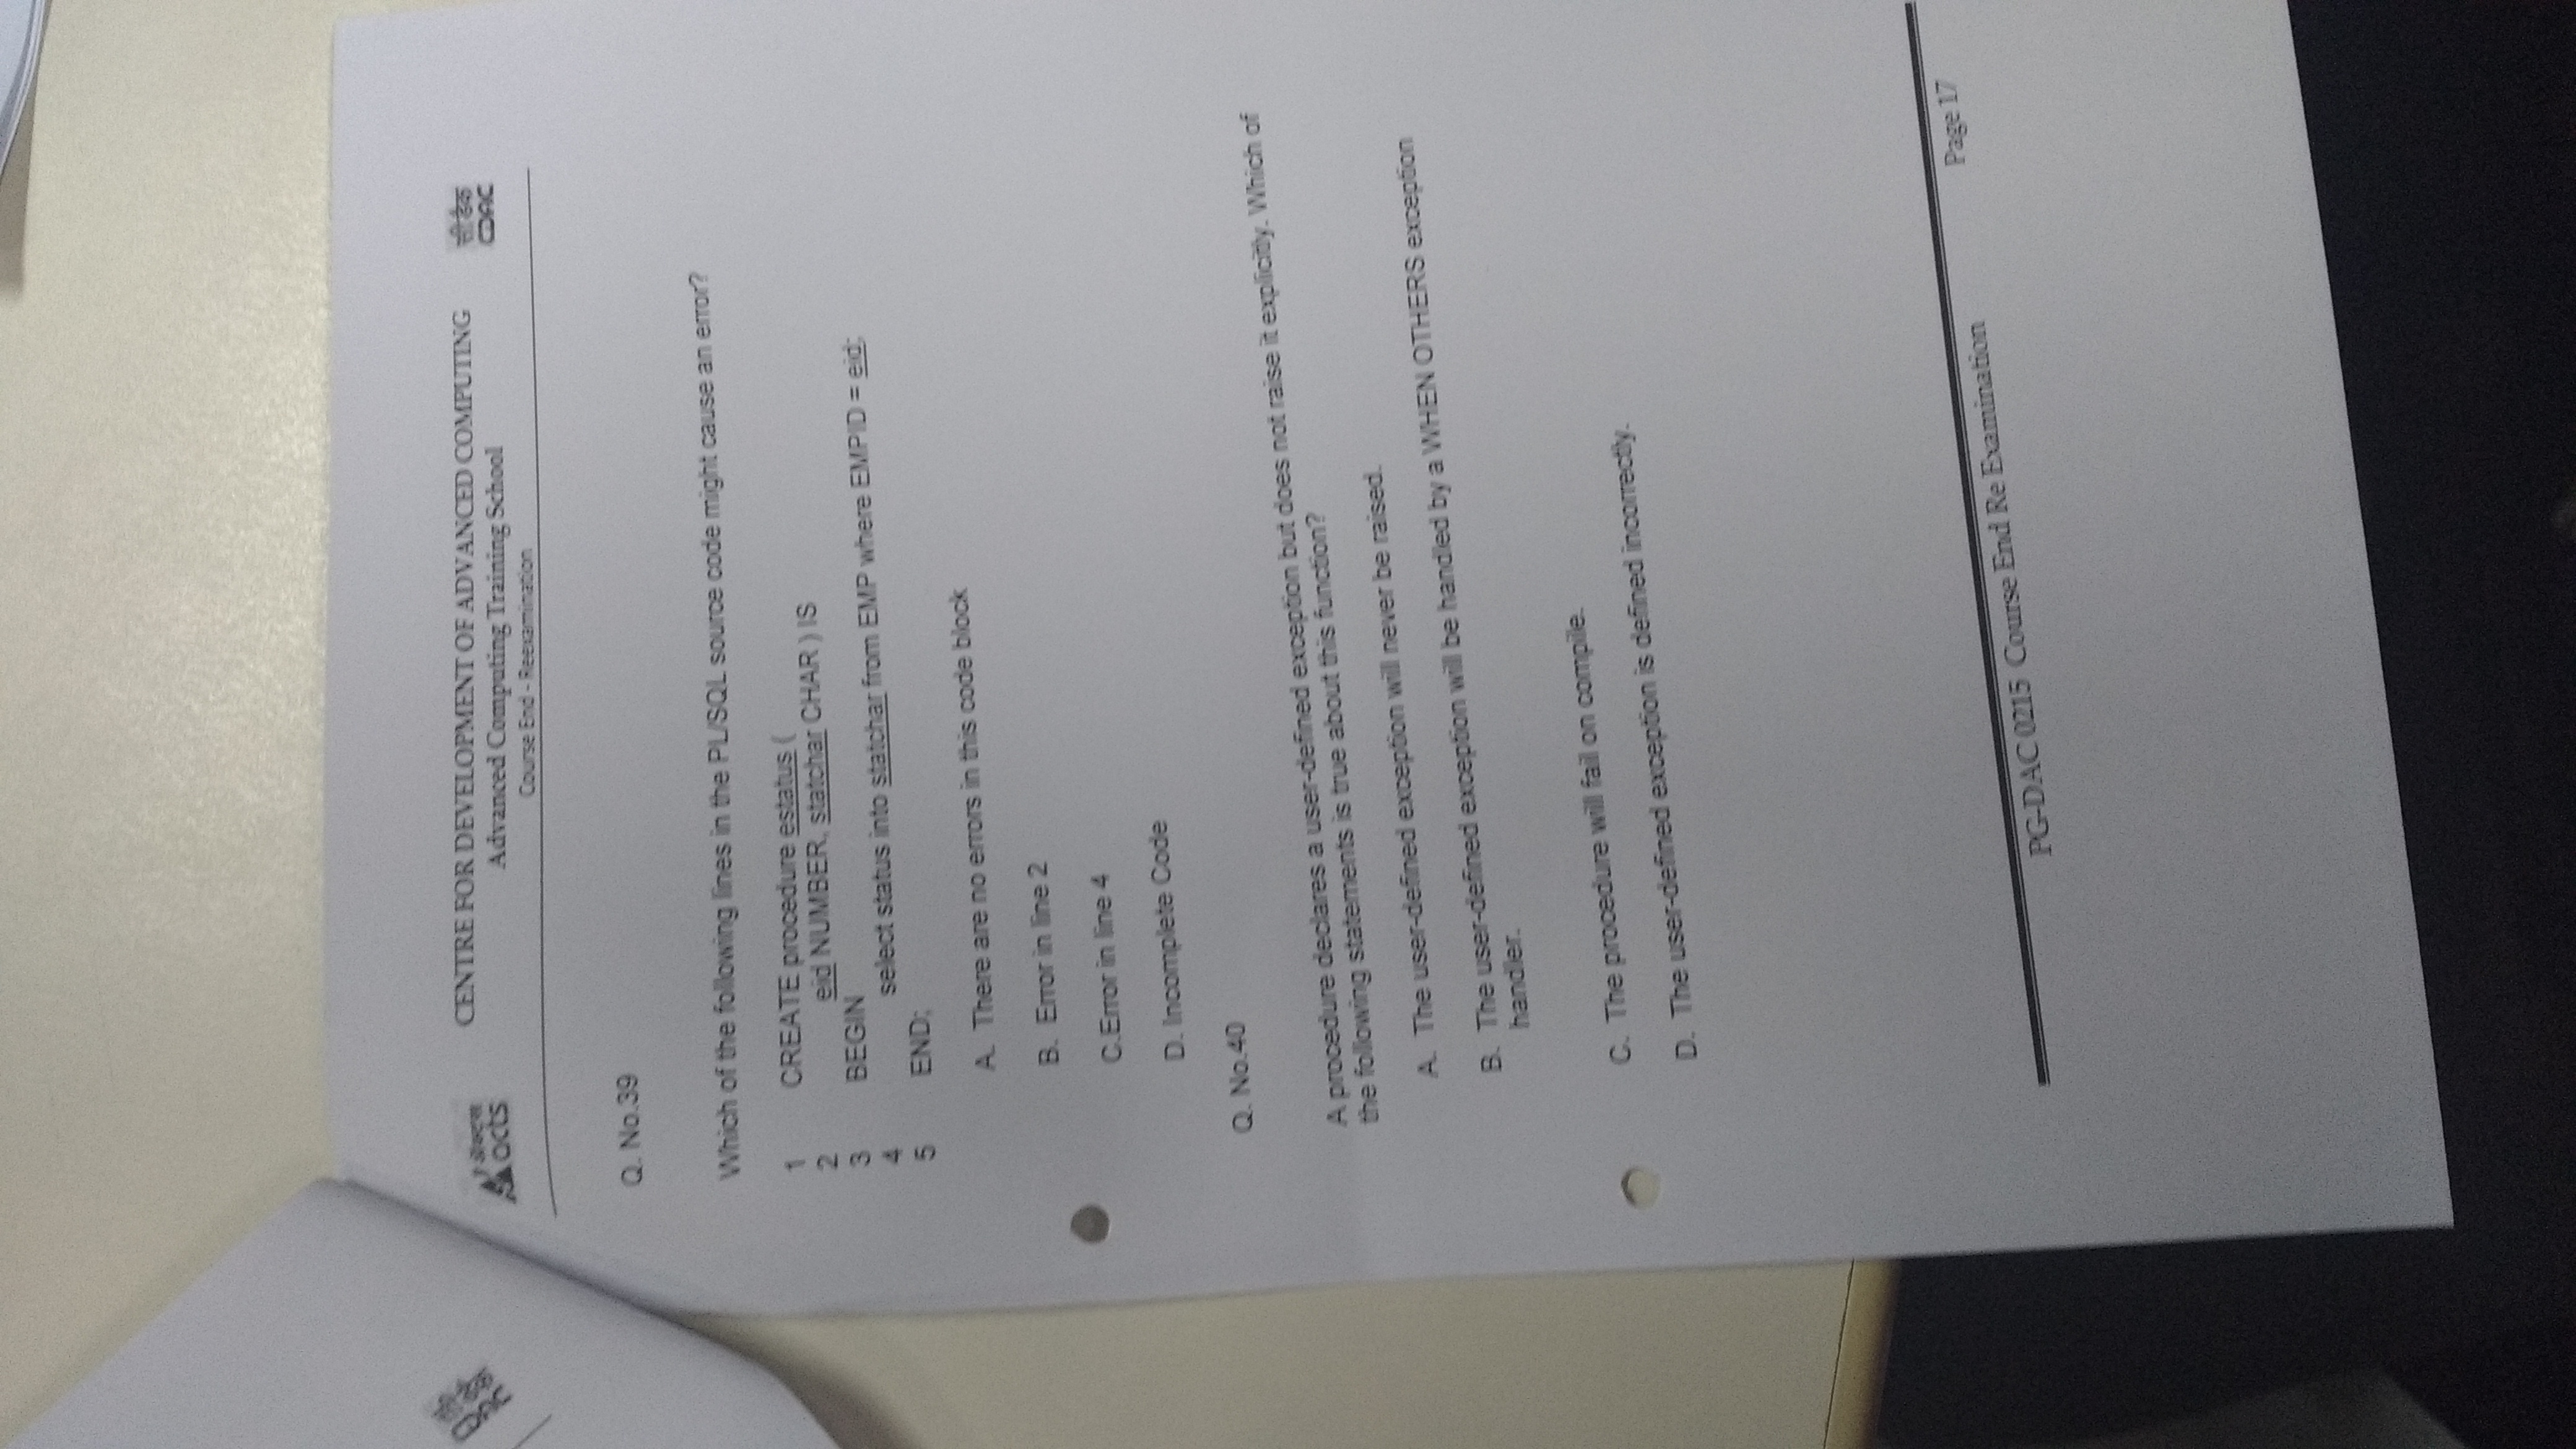 CENTRE FOR DEVELOPMENT OF ADVANCED COMPUTING
Advanced Computing Training School
Course End - Reexamination
acts
सी डैक
CDAC
Q. No.39
Which of the following lines in the PL/SQL source code might cause an error?
1 CREATE procedure estatus (
2 eid NUMBER, statchar CHAR ) IS
3 BEGIN
4 select status into statchar from EMP where EMPID = eid;
5 END;
A. There are no errors in this code block
B. Error in line 2
C.Error in line 4
D. Incomplete Code
Q. No.40
A procedure declares a user-defined exception but does not raise it explicitly. Which of
the following statements is true about this function?
A. The user-defined exception will never be raised.
B. The user-defined exception will be handled by a WHEN OTHERS exception
handler.
C. The procedure will fail on compile.
D. The user-defined exception is defined incorrectly.
PG-DAC 0215 Course End Re Examination
Page 17
CDAC